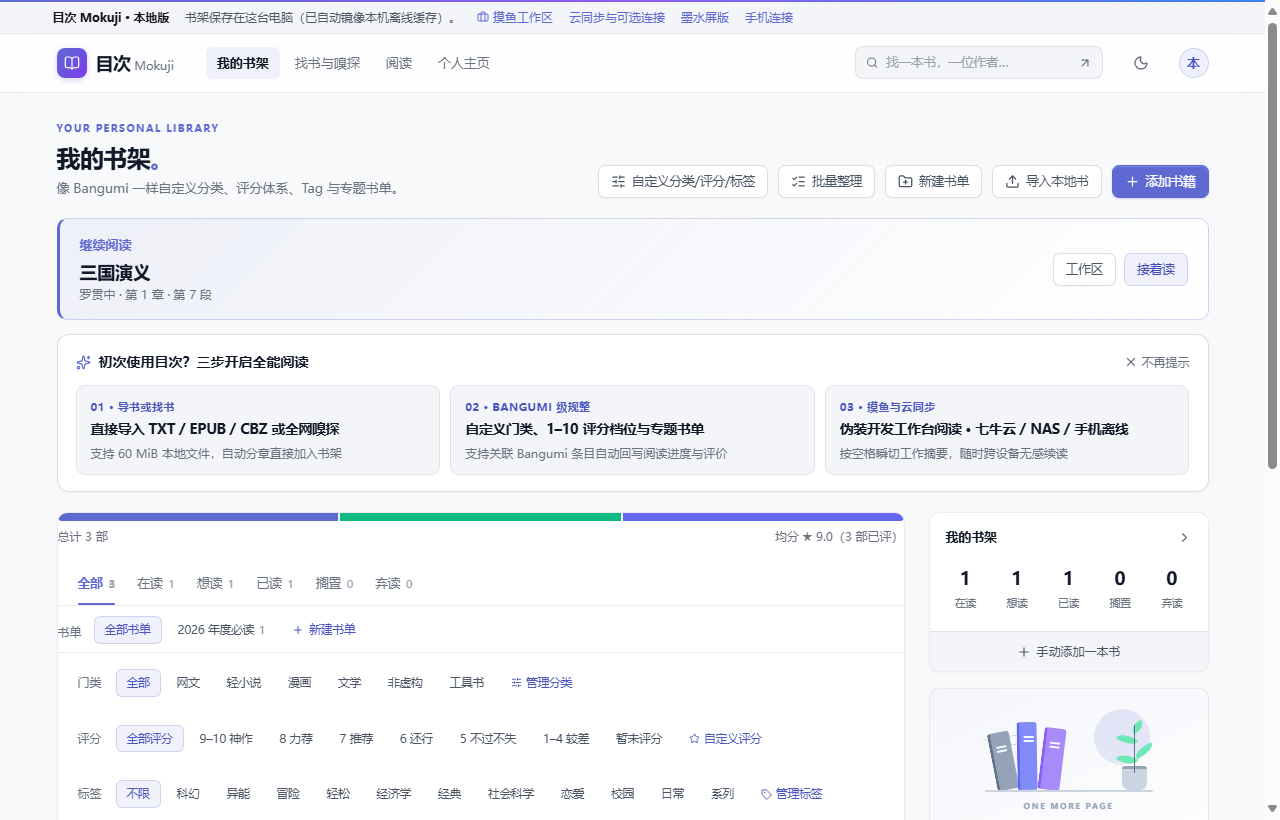 目次 Mokuji • 本地版 书架保存在这台电脑（已自动镜像本机离线缓存）。 摸鱼工作区 云同步与可选连接 墨水屏版 手机连接
目次 Mokuji 我的书架 找书与嗅探 阅读 个人主页 找一本书，一位作者... 本
YOUR PERSONAL LIBRARY
我的书架。
像 Bangumi 一样自定义分类、评分体系、Tag 与专题书单。
自定义分类/评分/标签 批量整理 新建书单 导入本地书 添加书籍
继续阅读
三国演义
罗贯中 · 第 1 章 · 第 7 段
工作区 接着读
初次使用目次？三步开启全能阅读 不再提示
01 • 导书或找书
直接导入 TXT / EPUB / CBZ 或全网嗅探
支持 60 MiB 本地文件，自动分章直接加入书架
02 • BANGUMI 级规整
自定义门类、1–10 评分档位与专题书单
支持关联 Bangumi 条目自动回写阅读进度与评价
03 • 摸鱼与云同步
伪装开发工作台阅读 • 七牛云 / NAS / 手机离线
按空格瞬切工作摘要，随时跨设备无感续读
总计 3 部 均分 ★ 9.0（3 部已评）
全部 3 在读 1 想读 1 已读 1 搁置 0 弃读 0
书单 全部书单 2026 年度必读 1 + 新建书单
门类 全部 网文 轻小说 漫画 文学 非虚构 工具书 管理分类
评分 全部评分 9–10 神作 8 力荐 7 推荐 6 还行 5 不过不失 1–4 较差 暂未评分 自定义评分
标签 不限 科幻 异能 冒险 轻松 经济学 经典 社会科学 恋爱 校园 日常 系列 管理标签
我的书架
1 1 1 0 0
在读 想读 已读 搁置 弃读
+ 手动添加一本书
ONE MORE PAGE